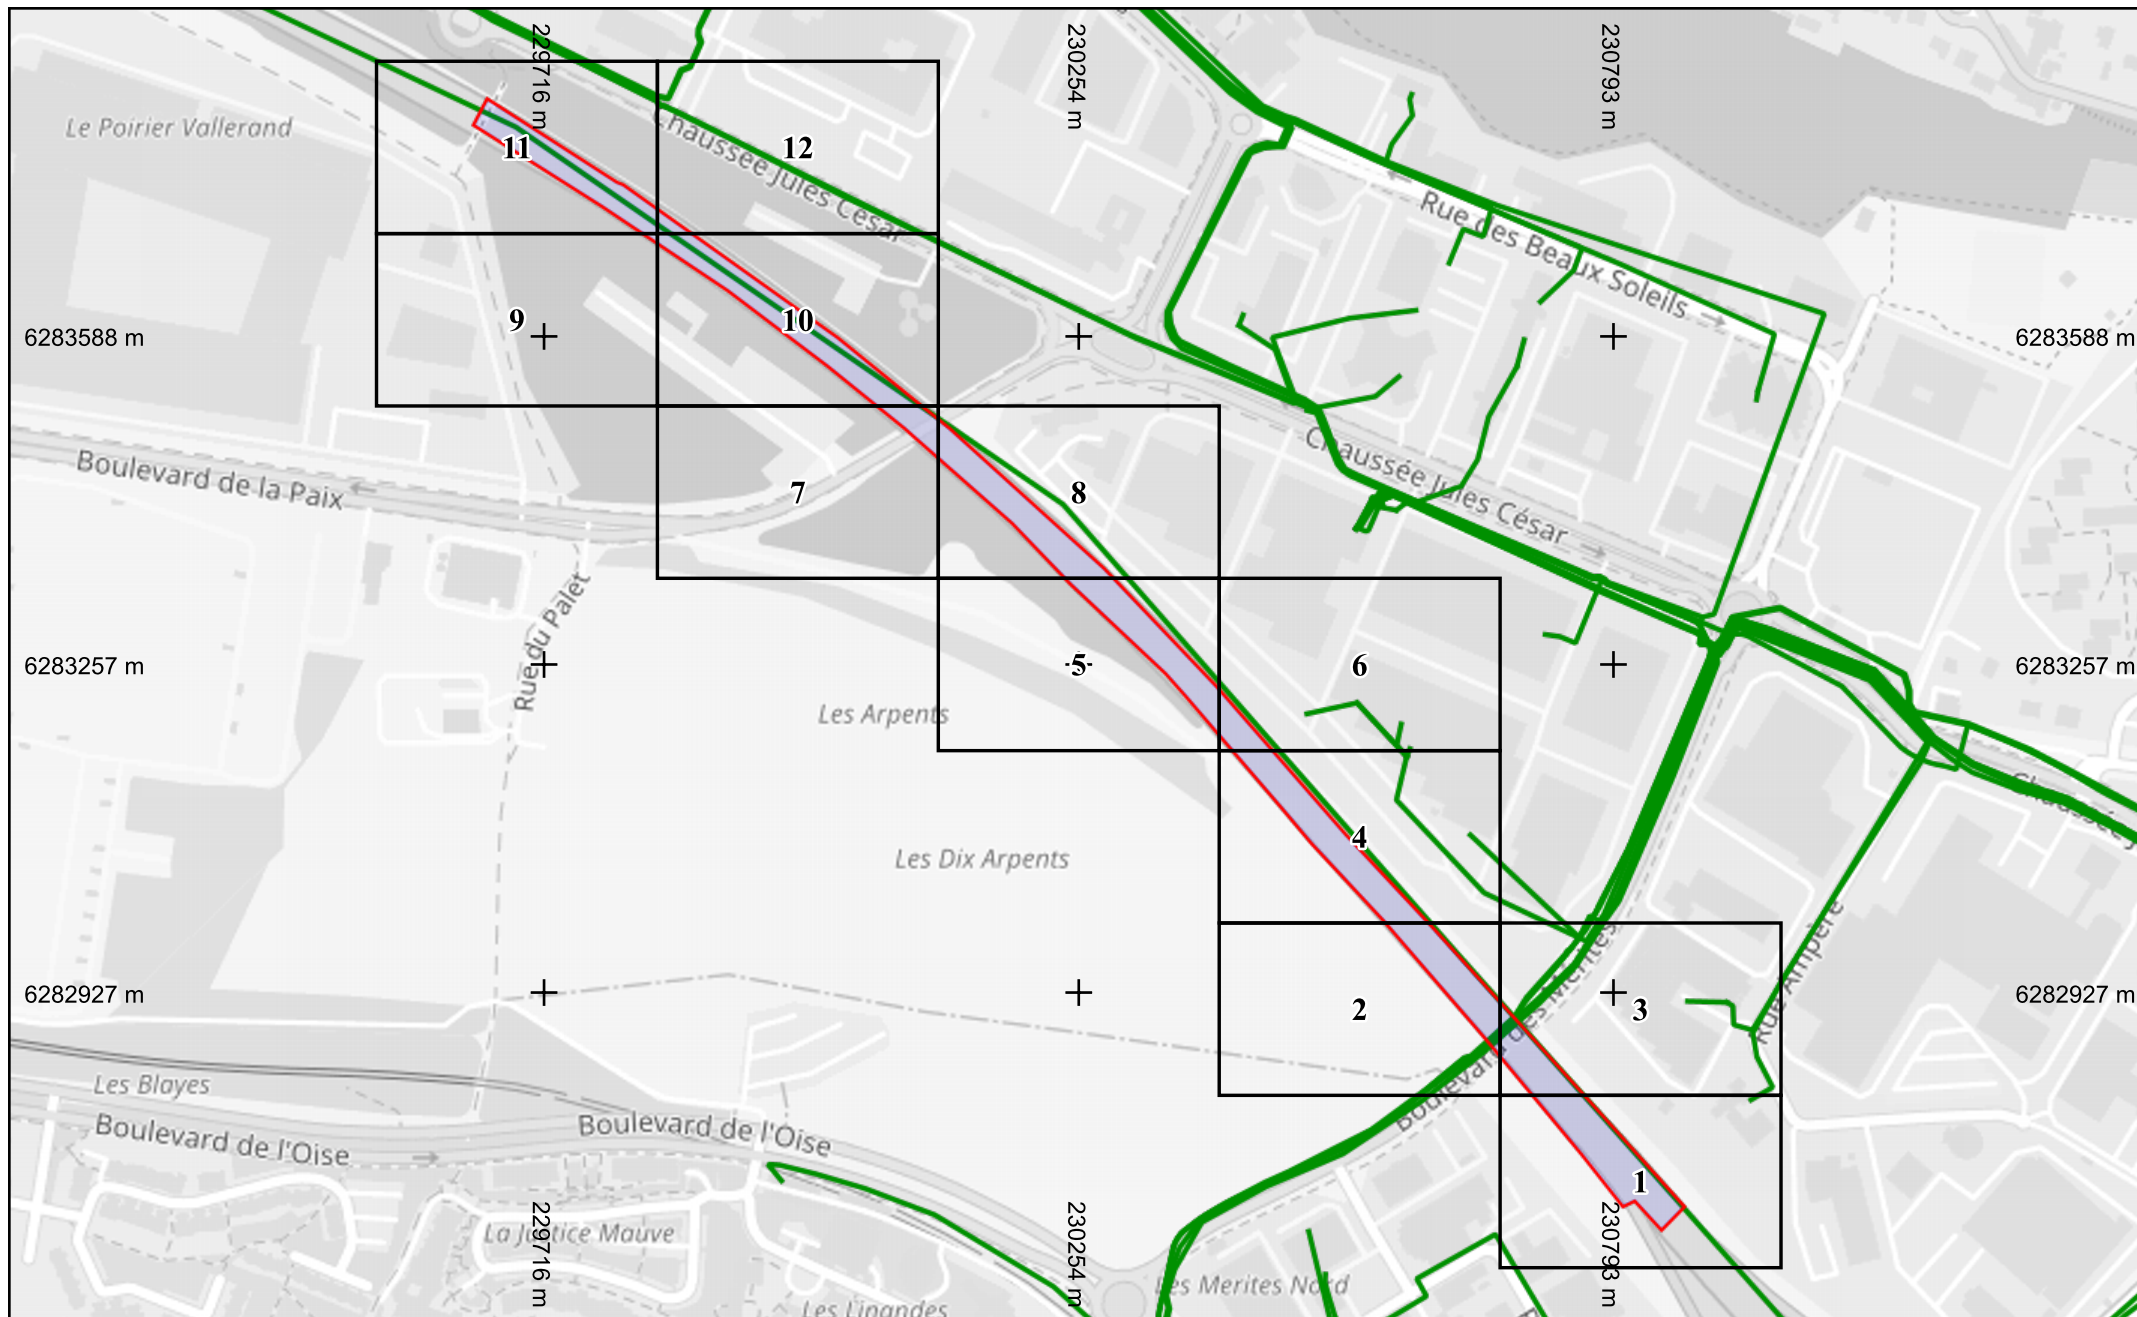 229716 m
230254 m
230793 m
Le Poirier Vallerand
11
12
Chaussée Jules César
Rue des Beaux Soleils
6283588 m
9
10
6283588 m
Boulevard de la Paix
7
8
Chaussée Jules César
Rue du Palet
6283257 m
5
6
6283257 m
Les Arpents
Chaussée J
4
Les Dix Arpents
Rue Ampère
6282927 m
2
3
6282927 m
Boulevard des Mérites
Les Blayes
Boulevard de l'Oise
Boulevard de l'Oise
1
La Justice Mauve
229716 m
230254 m
230793 m
Les Merites Nord
Les Linandes